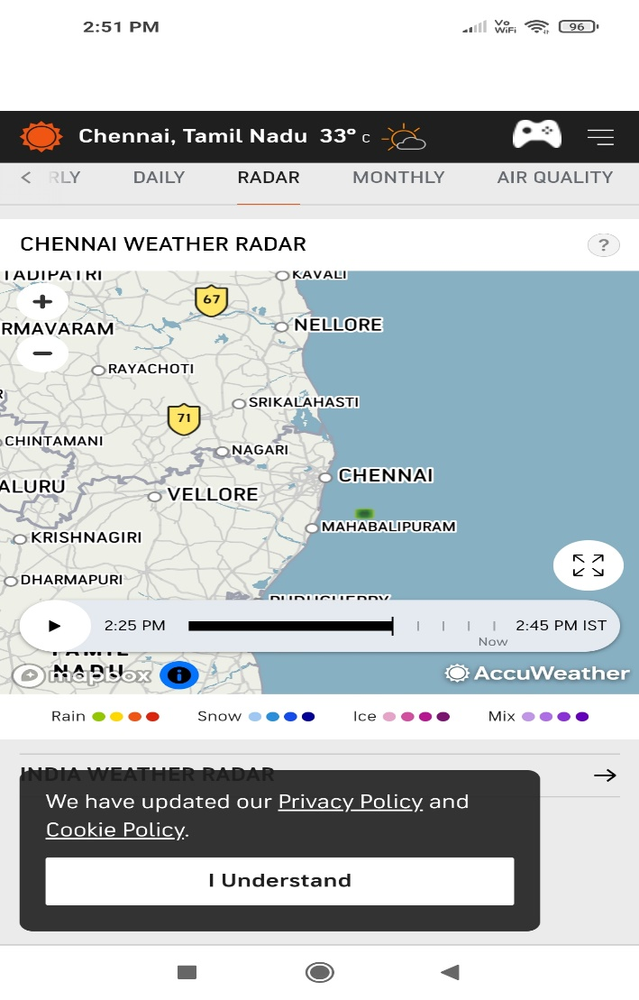 2:51 PM
Vo
WiFi
96
Chennai, Tamil Nadu 33° C
< RLY DAILY RADAR MONTHLY AIR QUALITY
CHENNAI WEATHER RADAR ?
TADIPATRI
KAVALI
+
67
NELLORE
RMAVARAM
−
RAYACHOTI
SRIKALAHASTI
71
CHINTAMANI
NAGARI
CHENNAI
ALURU
VELLORE
MAHABALIPURAM
KRISHNAGIRI
DHARMAPURI
PUDUCHERRY
2:25 PM 2:45 PM IST
Now
TAMIL
NADU
mapbox
i
AccuWeather
Rain Snow Ice Mix
INDIA WEATHER RADAR
We have updated our Privacy Policy and
Cookie Policy.
I Understand